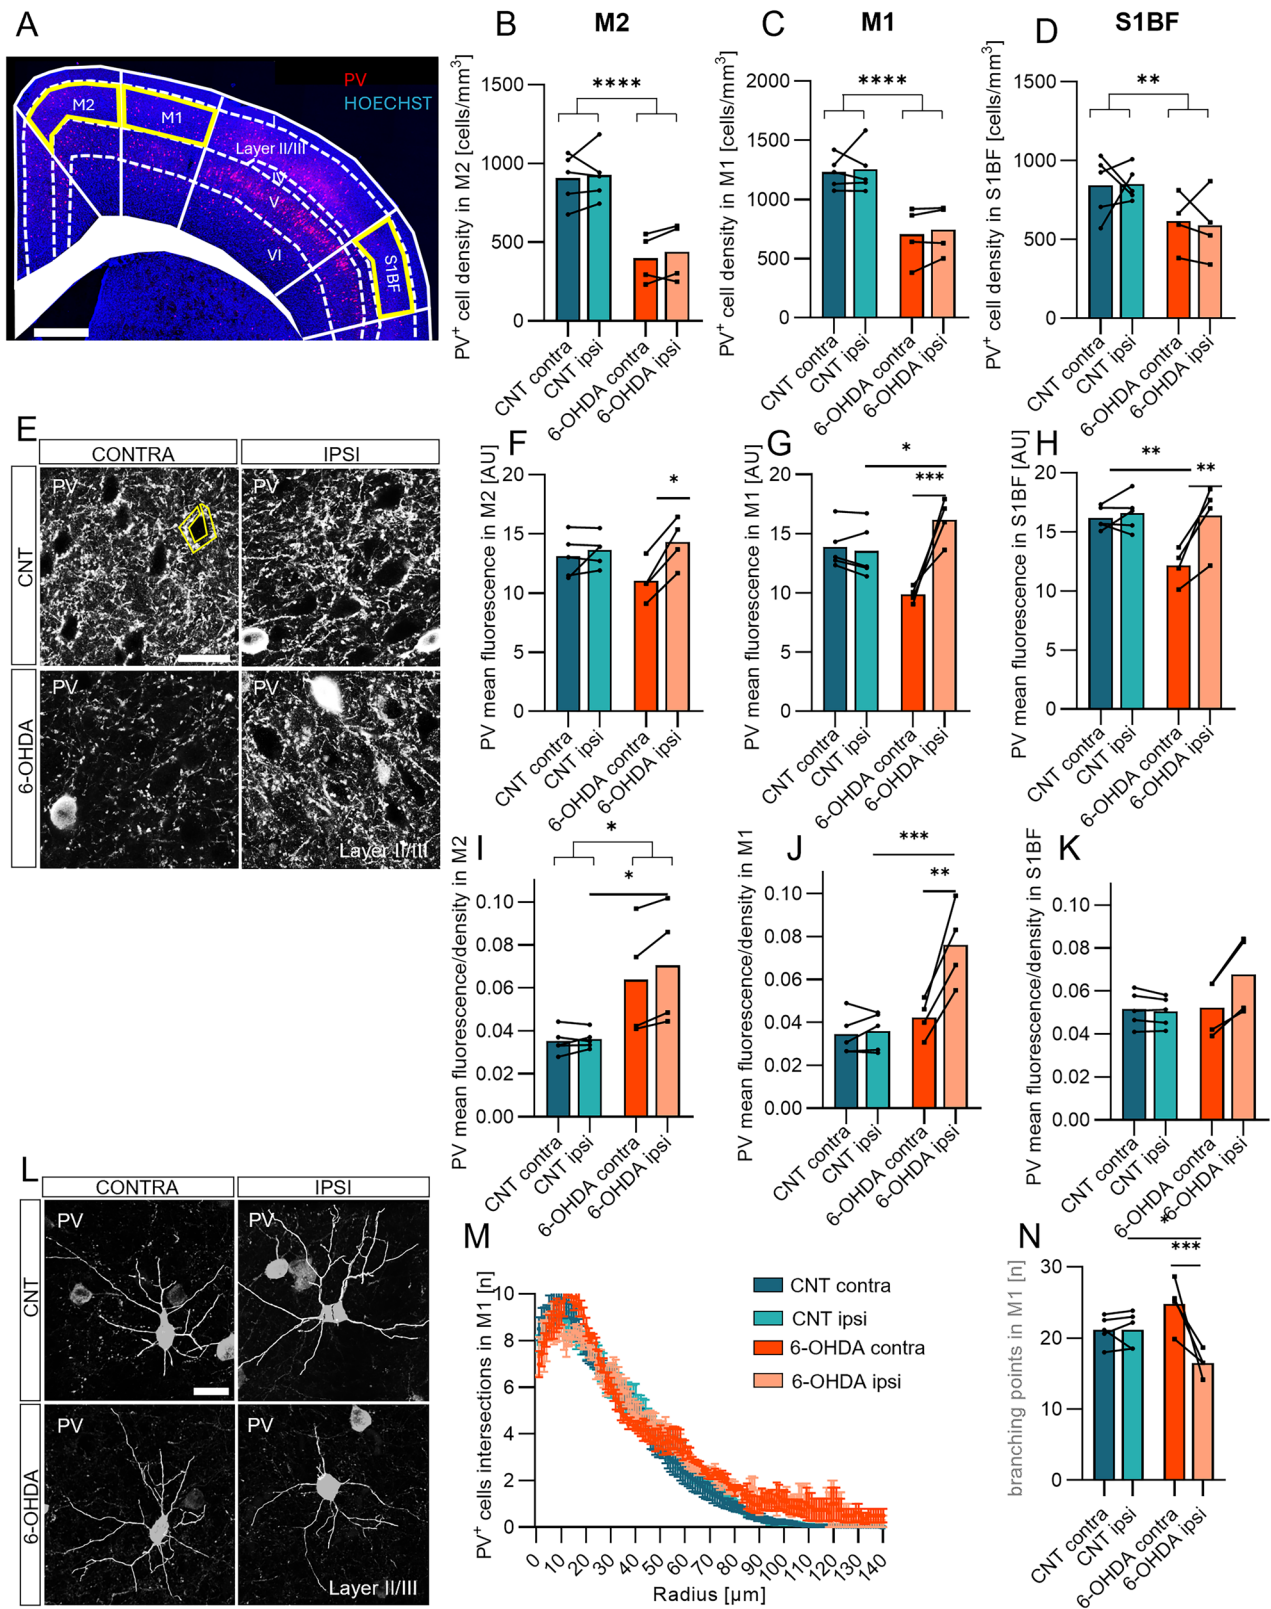 A
PV
HOECHST
M2
M1
I
Layer II/III
IV
V
VI
S1BF
B
M2
PV+ cell density in M2 [cells/mm3]
1500
1000
500
0
CNT contra
CNT ipsi
6-OHDA contra
6-OHDA ipsi
****
C
M1
PV+ cell density in M1 [cells/mm3]
2000
1500
1000
500
0
CNT contra
CNT ipsi
6-OHDA contra
6-OHDA ipsi
****
D
S1BF
PV+ cell density in S1BF [cells/mm3]
1500
1000
500
0
CNT contra
CNT ipsi
6-OHDA contra
6-OHDA ipsi
**
E
CONTRA
IPSI
CNT
6-OHDA
PV
PV
PV
PV
Layer II/III
F
PV mean fluorescence in M2 [AU]
20
15
10
5
0
CNT contra
CNT ipsi
6-OHDA contra
6-OHDA ipsi
*
G
PV mean fluorescence in M1 [AU]
20
15
10
5
0
CNT contra
CNT ipsi
6-OHDA contra
6-OHDA ipsi
*
***
H
PV mean fluorescence in S1BF [AU]
20
15
10
5
0
CNT contra
CNT ipsi
6-OHDA contra
6-OHDA ipsi
**
**
I
PV mean fluorescence/density in M2
0.10
0.08
0.06
0.04
0.02
0.00
CNT contra
CNT ipsi
6-OHDA contra
6-OHDA ipsi
*
*
J
PV mean fluorescence/density in M1
0.10
0.08
0.06
0.04
0.02
0.00
CNT contra
CNT ipsi
6-OHDA contra
6-OHDA ipsi
***
**
K
PV mean fluorescence/density in S1BF
0.10
0.08
0.06
0.04
0.02
0.00
CNT contra
CNT ipsi
6-OHDA contra
6-OHDA ipsi
L
CONTRA
IPSI
CNT
6-OHDA
PV
PV
PV
PV
Layer II/III
M
PV+ cells intersections in M1 [n]
10
8
6
4
2
0
0
10
20
30
40
50
60
70
80
90
100
110
120
130
140
Radius [µm]
CNT contra
CNT ipsi
6-OHDA contra
6-OHDA ipsi
N
branching points in M1 [n]
30
20
10
0
CNT contra
CNT ipsi
6-OHDA contra
6-OHDA ipsi
*
***